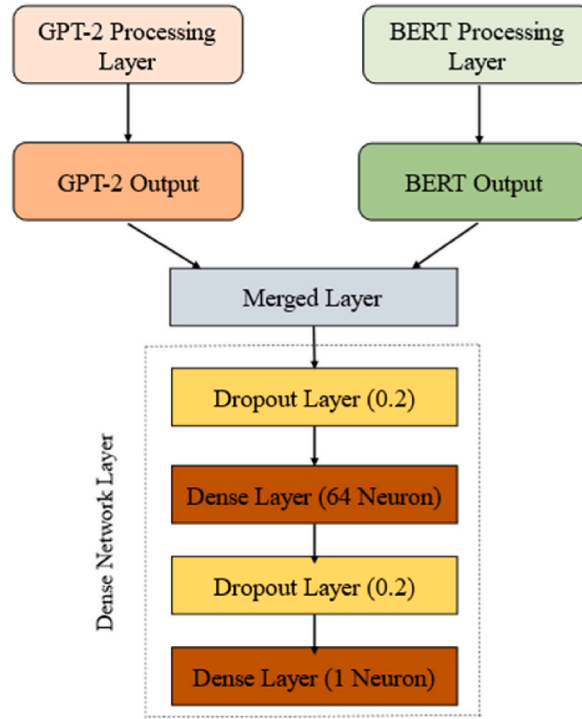 GPT-2 Processing
Layer
BERT Processing
Layer
GPT-2 Output
BERT Output
Merged Layer
Dense Network Layer
Dropout Layer (0.2)
Dense Layer (64 Neuron)
Dropout Layer (0.2)
Dense Layer (1 Neuron)